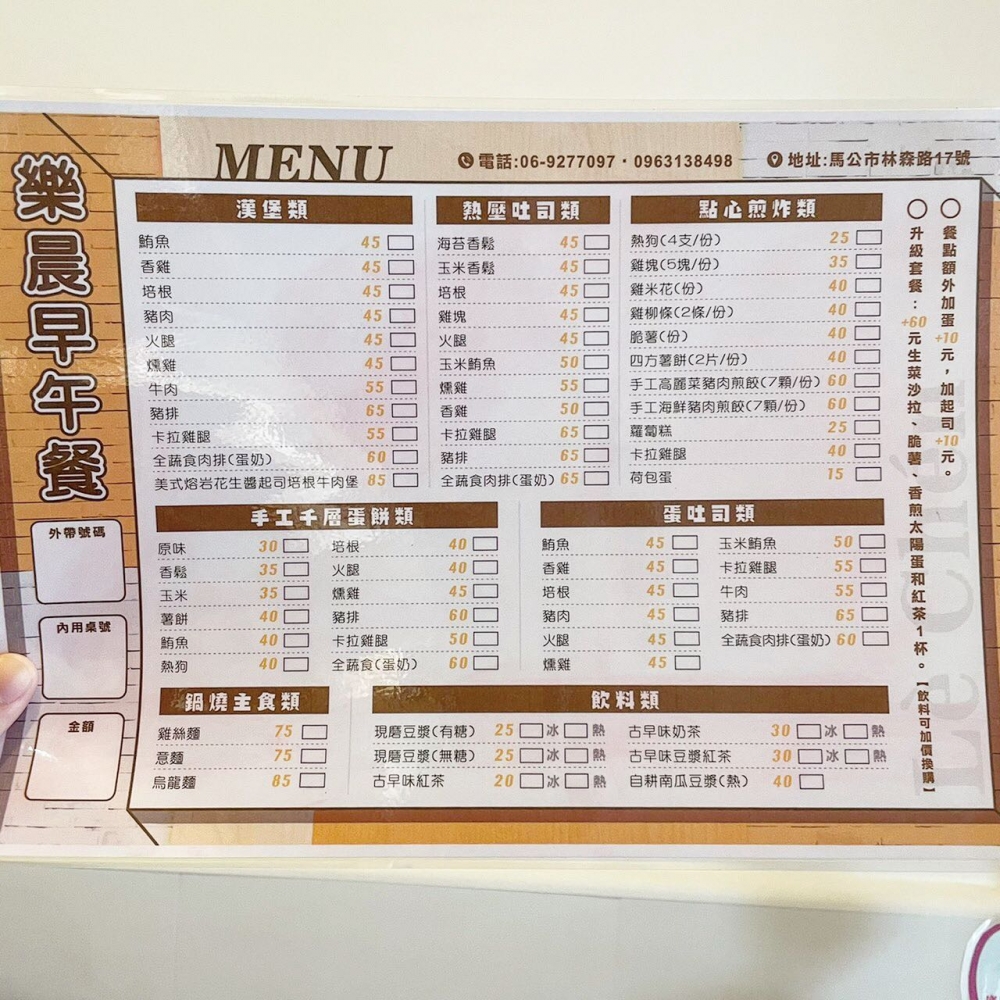 樂晨早午餐
MENU
電話:06-9277097・0963138498
地址:馬公市林森路17號
外帶號碼
內用桌號
金額
漢堡類
鮪魚 45
香雞 45
培根 45
豬肉 45
火腿 45
燻雞 45
牛肉 55
豬排 65
卡拉雞腿 55
全蔬食肉排(蛋奶) 60
美式熔岩花生醬起司培根牛肉堡 85
熱壓吐司類
海苔香鬆 45
玉米香鬆 45
培根 45
雞塊 45
火腿 45
玉米鮪魚 50
燻雞 55
香雞 50
卡拉雞腿 65
豬排 65
全蔬食肉排(蛋奶) 65
點心煎炸類
熱狗(4支/份) 25
雞塊(5塊/份) 35
雞米花(份) 40
雞柳條(2條/份) 40
脆薯(份) 40
四方薯餅(2片/份) 40
手工高麗菜豬肉煎餃(7顆/份) 60
手工海鮮豬肉煎餃(7顆/份) 60
蘿蔔糕 25
卡拉雞腿 40
荷包蛋 15
手工千層蛋餅類
原味 30
香鬆 35
玉米 35
薯餅 40
鮪魚 40
熱狗 40
培根 40
火腿 40
燻雞 45
豬排 60
卡拉雞腿 50
全蔬食(蛋奶) 60
蛋吐司類
鮪魚 45
香雞 45
培根 45
豬肉 45
火腿 45
燻雞 45
玉米鮪魚 50
卡拉雞腿 55
牛肉 55
豬排 65
全蔬食肉排(蛋奶) 60
鍋燒主食類
雞絲麵 75
意麵 75
烏龍麵 85
飲料類
現磨豆漿(有糖) 25 冰 熱
現磨豆漿(無糖) 25 冰 熱
古早味紅茶 20 冰 熱
古早味奶茶 30 冰 熱
古早味豆漿紅茶 30 冰 熱
自耕南瓜豆漿(熱) 40
餐點額外加蛋+10元，加起司+10元。
升級套餐：+60元生菜沙拉、脆薯、香煎太陽蛋和紅茶1杯。【飲料可加價換購】
Le Chén